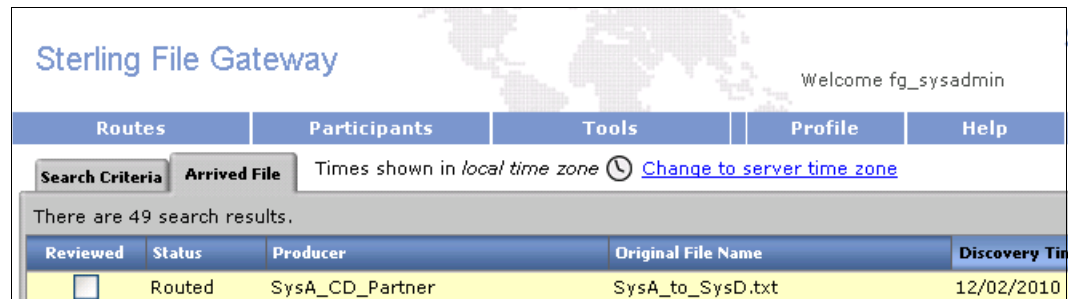 Sterling File Gateway
Welcome fg_sysadmin
Routes Participants Tools Profile Help
Search Criteria Arrived File Times shown in local time zone Change to server time zone
There are 49 search results.
Reviewed Status Producer Original File Name Discovery Tin
Routed SysA_CD_Partner SysA_to_SysD.txt 12/02/2010